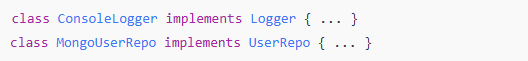 class ConsoleLogger implements Logger { ... }
class MongoUserRepo implements UserRepo { ... }